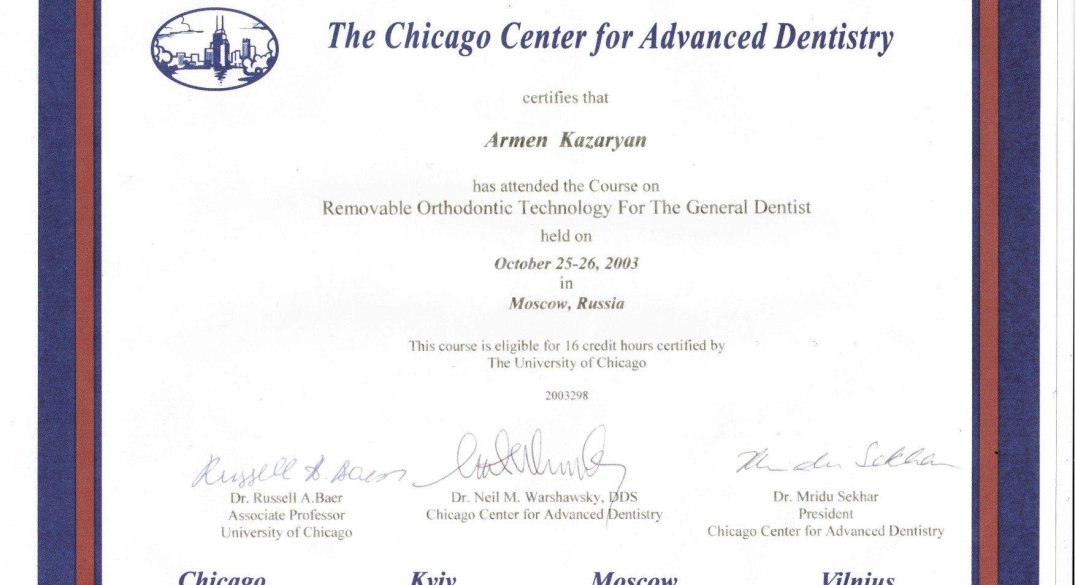 The Chicago Center for Advanced Dentistry
certifies that
Armen Kazaryan
has attended the Course on
Removable Orthodontic Technology For The General Dentist
held on
October 25-26, 2003
in
Moscow, Russia
This course is eligible for 16 credit hours certified by
The University of Chicago
2003298
Russell A. Baer
Mridu Sekhar
Dr. Russell A.Baer
Associate Professor
University of Chicago
Dr. Neil M. Warshawsky, DDS
Chicago Center for Advanced Dentistry
Dr. Mridu Sekhar
President
Chicago Center for Advanced Dentistry
Chicago Kyiv Moscow Vilnius